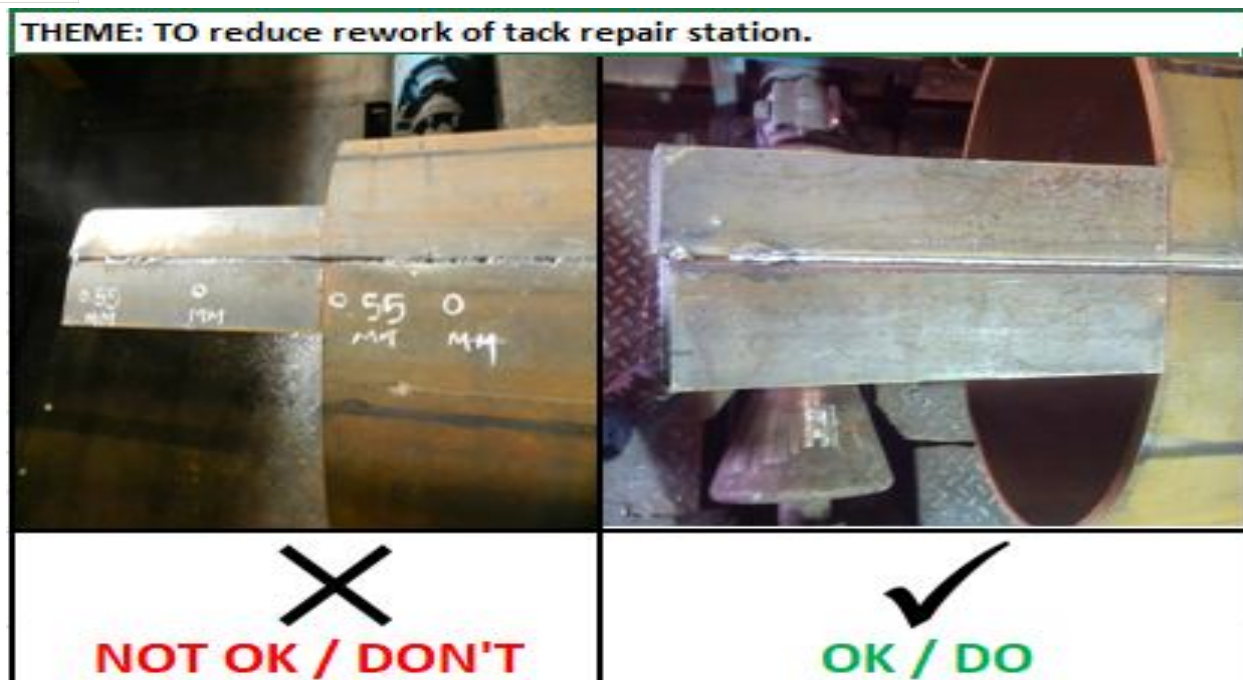 THEME: TO reduce rework of tack repair station.
0.55 MM
0 MM
0.55 MM
0 MM
NOT OK / DON'T
OK / DO